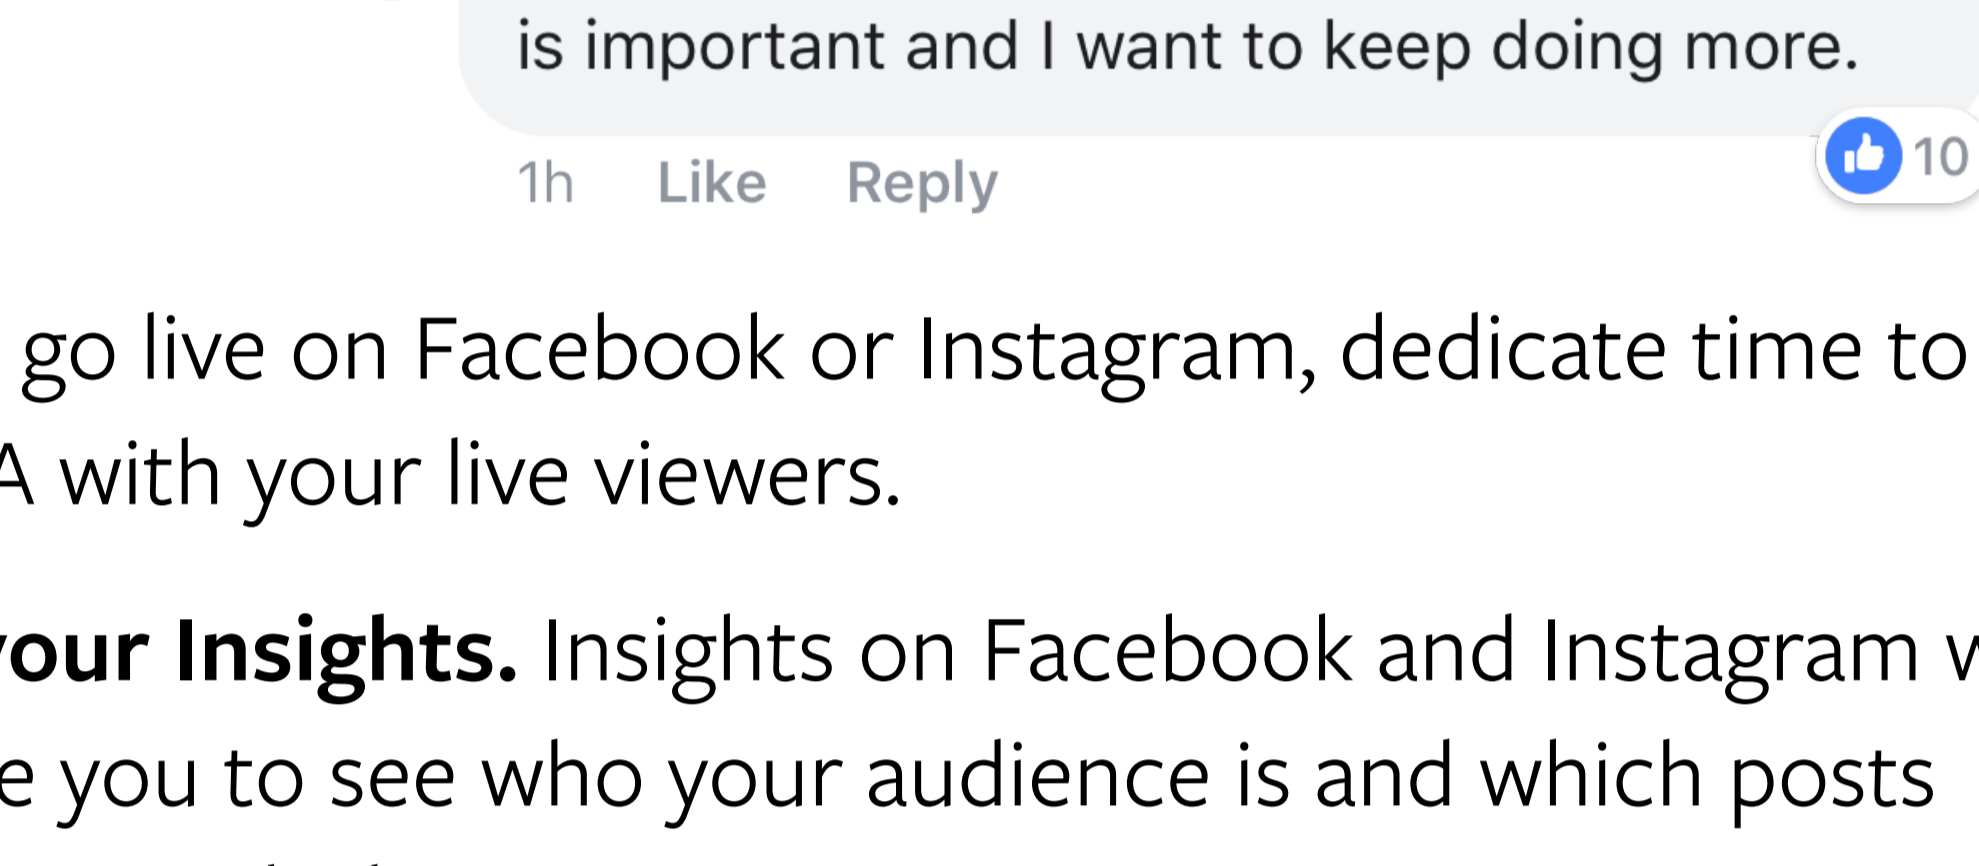 is important and I want to keep doing more.
1h Like Reply 10
go live on Facebook or Instagram, dedicate time to
A with your live viewers.
our Insights. Insights on Facebook and Instagram
you to see who your audience is and which posts